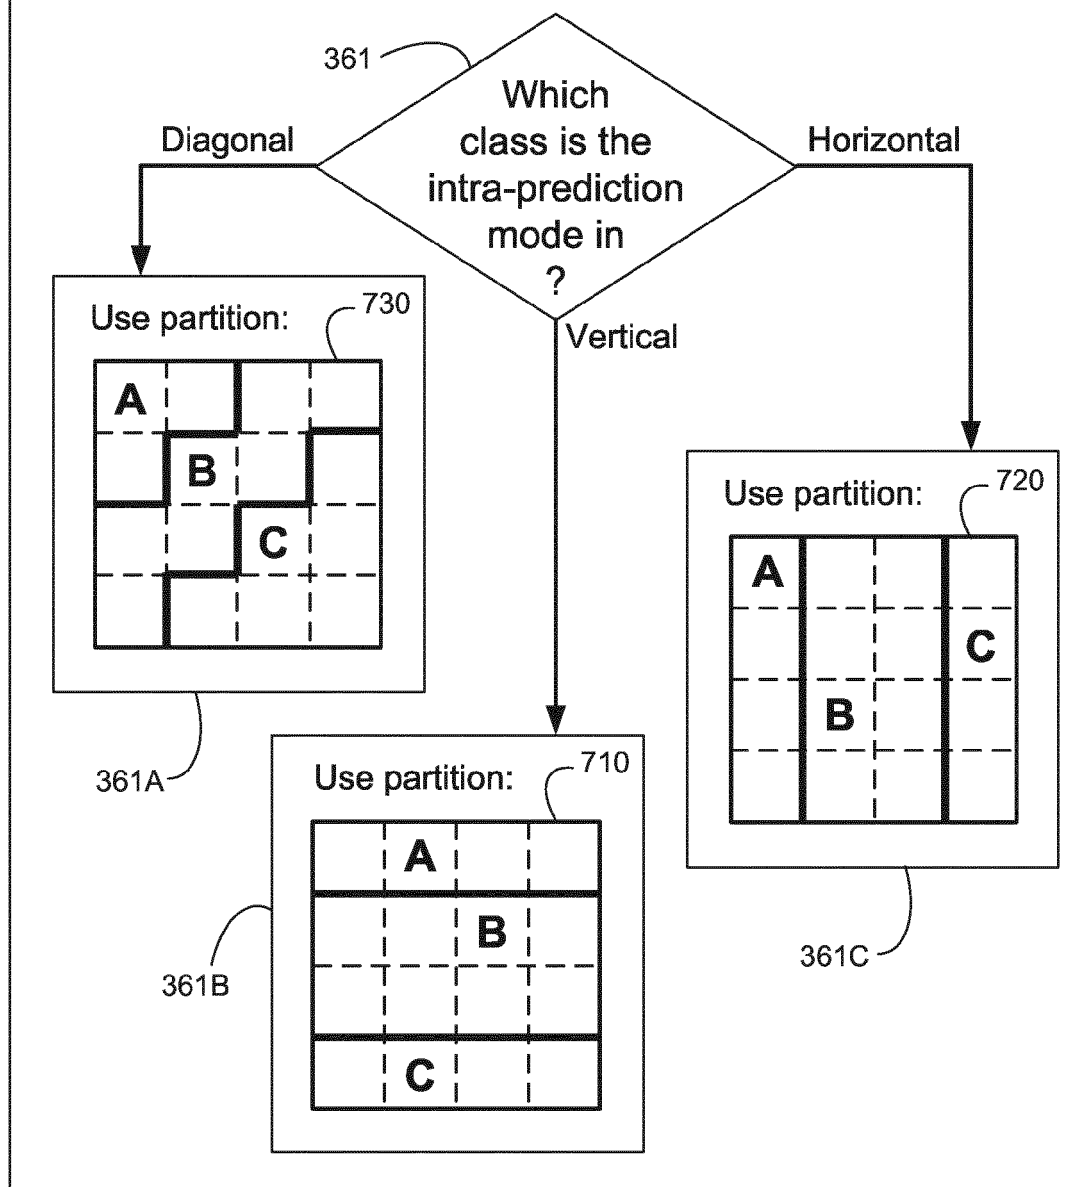 361
Which
class is the
intra-prediction
mode in
?
Diagonal
Horizontal
Vertical
Use partition:
730
A
B
C
361A
Use partition:
720
A
C
B
361C
Use partition:
710
A
B
C
361B